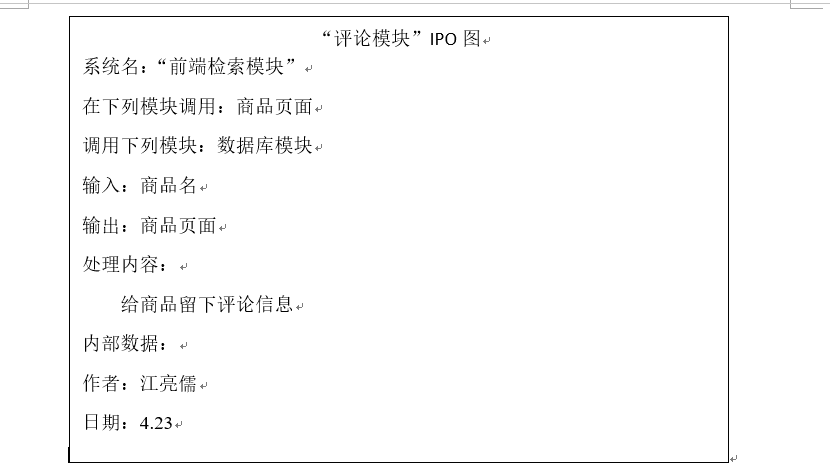 “评论模块”IPO 图
系统名：“前端检索模块”
在下列模块调用：商品页面
调用下列模块：数据库模块
输入：商品名
输出：商品页面
处理内容：
给商品留下评论信息
内部数据：
作者：江亮儒
日期：4.23